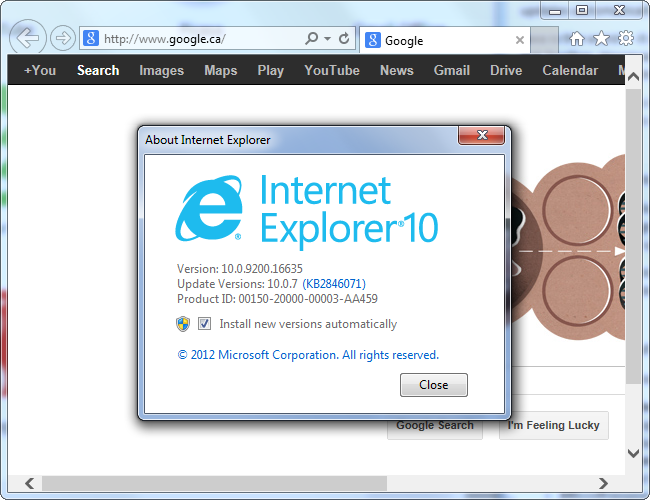 http://www.google.ca/
Google
+You Search Images Maps Play YouTube News Gmail Drive Calendar
About Internet Explorer
Internet
Explorer®10
Version: 10.0.9200.16635
Update Versions: 10.0.7 (KB2846071)
Product ID: 00150-20000-00003-AA459
Install new versions automatically
© 2012 Microsoft Corporation. All rights reserved.
Close
Google Search I'm Feeling Lucky